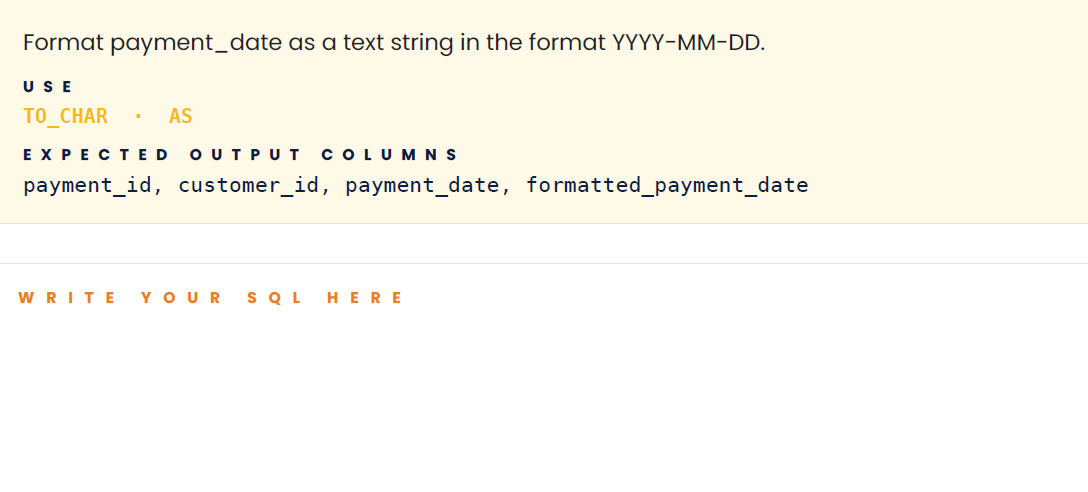 Format payment_date as a text string in the format YYYY-MM-DD.
USE
TO_CHAR · AS
EXPECTED OUTPUT COLUMNS
payment_id, customer_id, payment_date, formatted_payment_date
WRITE YOUR SQL HERE